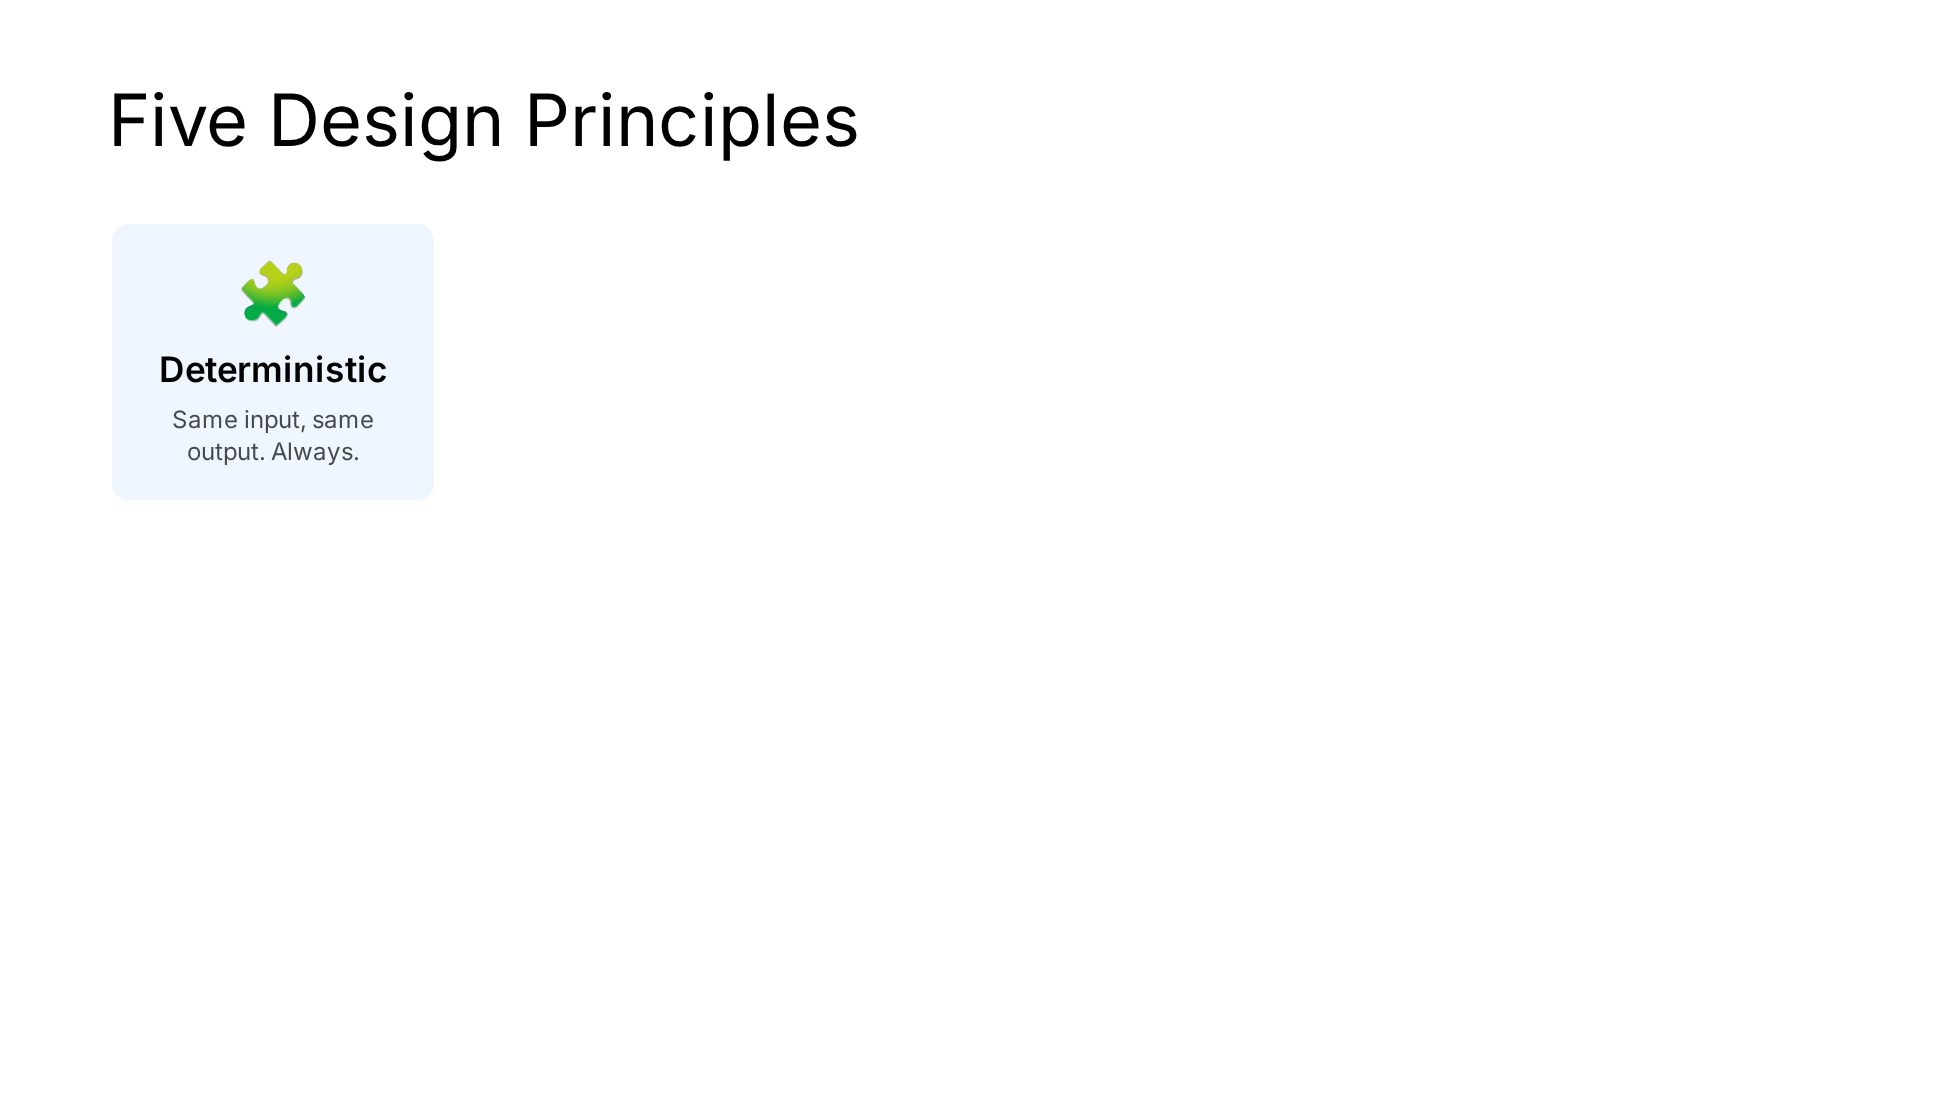 Five Design Principles
Deterministic
Same input, same
output. Always.